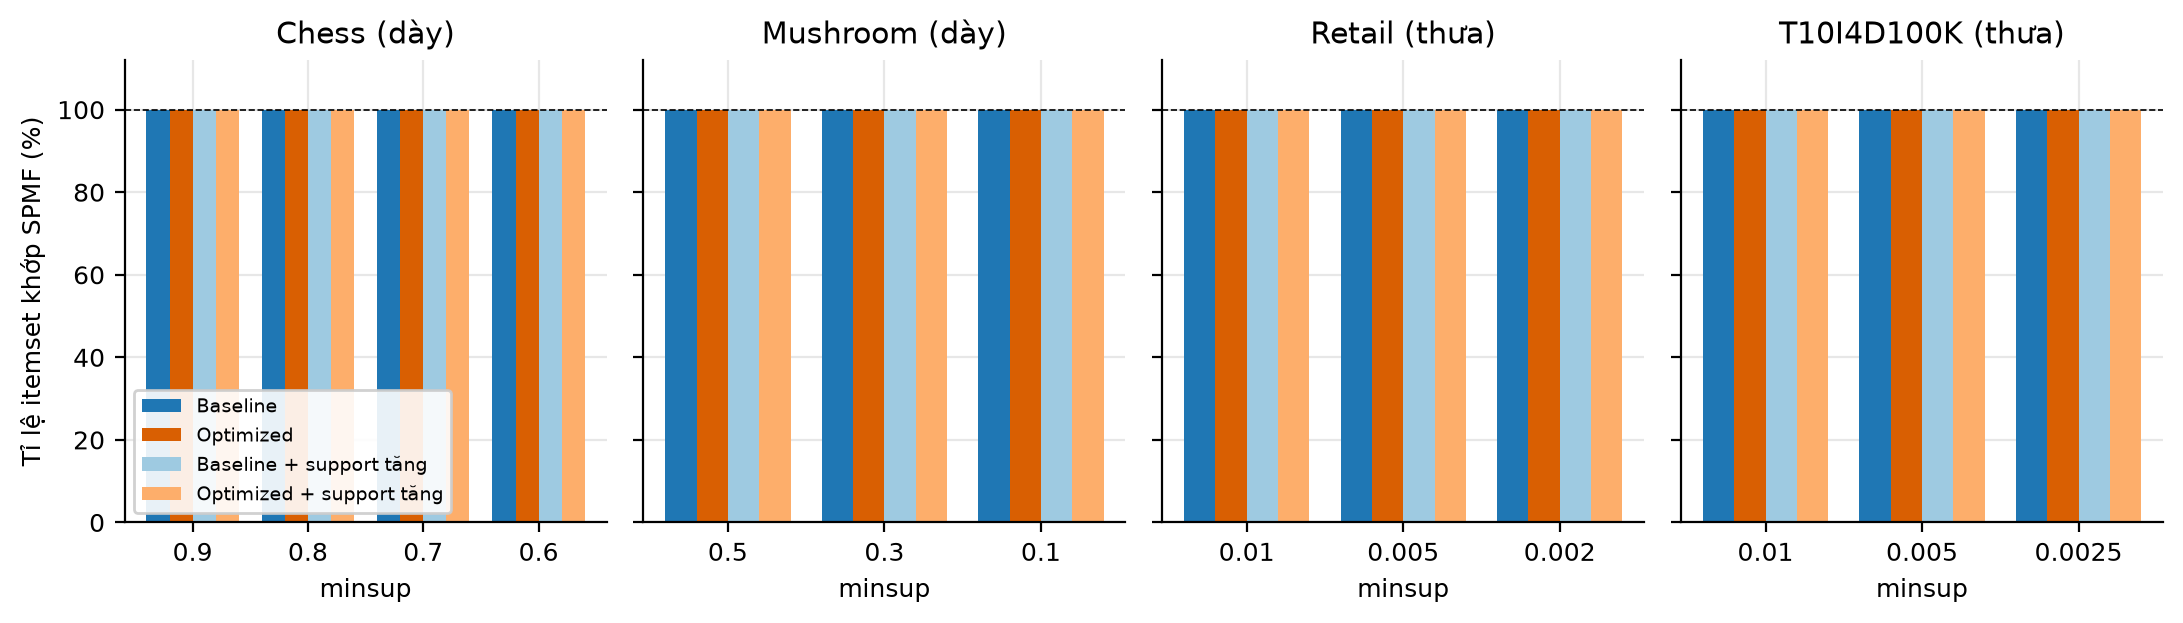 Chess (dày)
Mushroom (dày)
Retail (thưa)
T10I4D100K (thưa)
Tỉ lệ itemset khớp SPMF (%)
100
80
60
40
20
0
Baseline
Optimized
Baseline + support tăng
Optimized + support tăng
0.9 0.8 0.7 0.6
0.5 0.3 0.1
0.01 0.005 0.002
0.01 0.005 0.0025
minsup
minsup
minsup
minsup